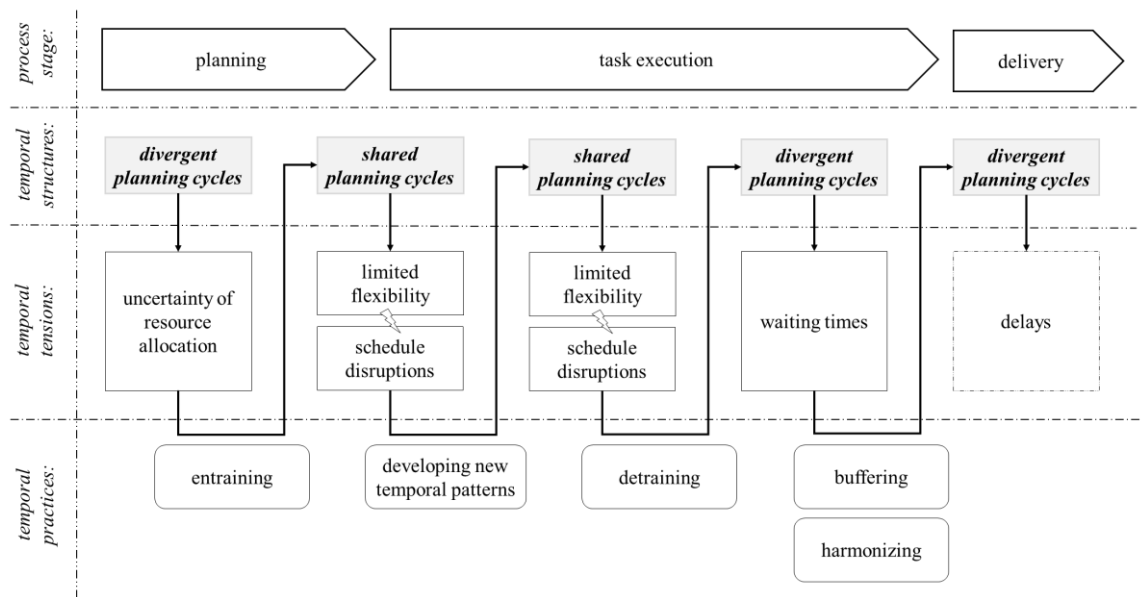 process
stage:
planning
task execution
delivery
temporal
structures:
divergent
planning cycles
shared
planning cycles
shared
planning cycles
divergent
planning cycles
divergent
planning cycles
temporal
tensions:
uncertainty of
resource
allocation
limited
flexibility
schedule
disruptions
limited
flexibility
schedule
disruptions
waiting times
delays
temporal
practices:
entraining
developing new
temporal patterns
detraining
buffering
harmonizing